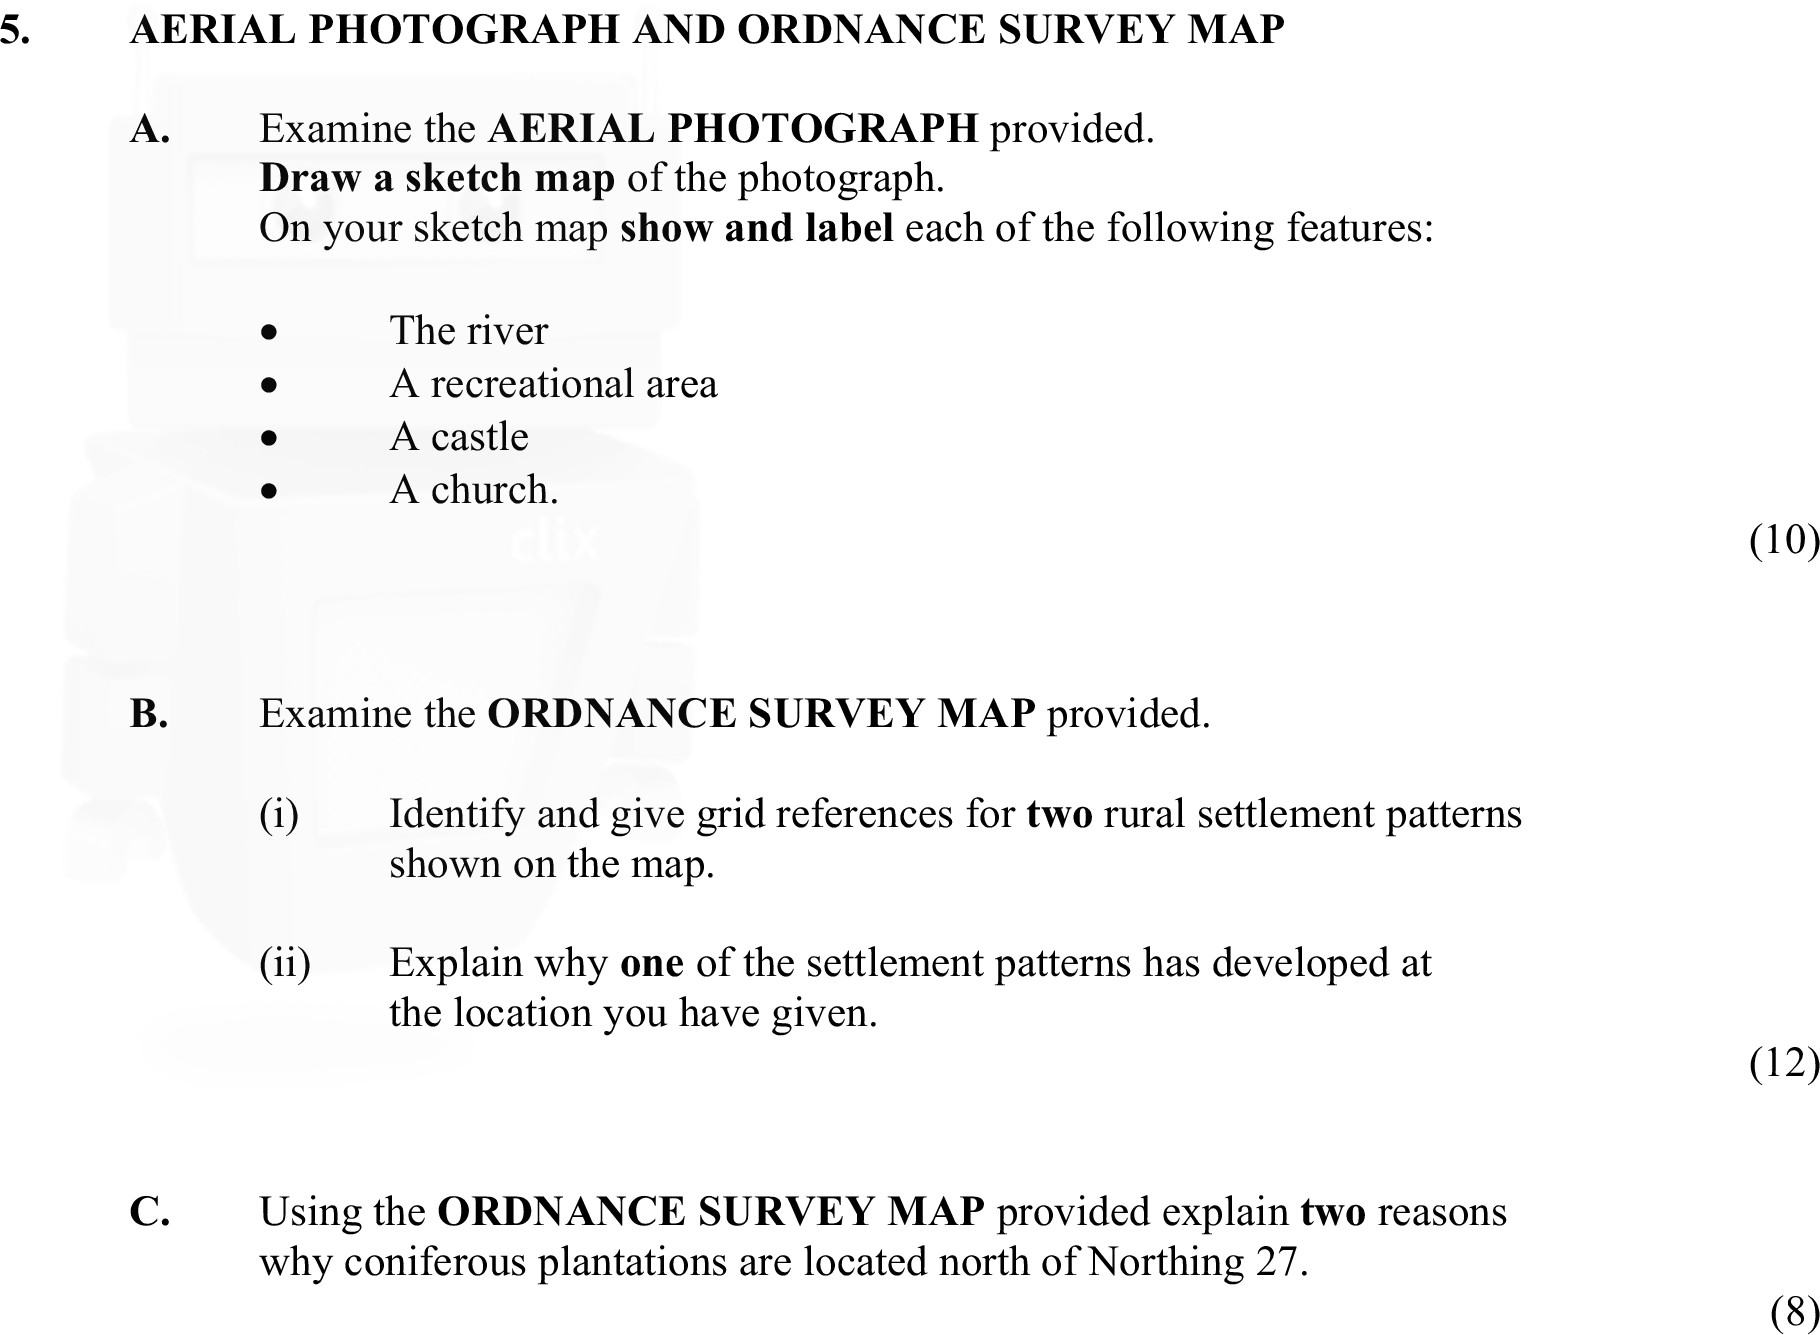 5. AERIAL PHOTOGRAPH AND ORDNANCE SURVEY MAP
A. Examine the AERIAL PHOTOGRAPH provided.
Draw a sketch map of the photograph.
On your sketch map show and label each of the following features:
• The river
• A recreational area
• A castle
• A church.
clix
(10)
B. Examine the ORDNANCE SURVEY MAP provided.
(i) Identify and give grid references for two rural settlement patterns
shown on the map.
(ii) Explain why one of the settlement patterns has developed at
the location you have given.
(12)
C. Using the ORDNANCE SURVEY MAP provided explain two reasons
why coniferous plantations are located north of Northing 27.
(8)